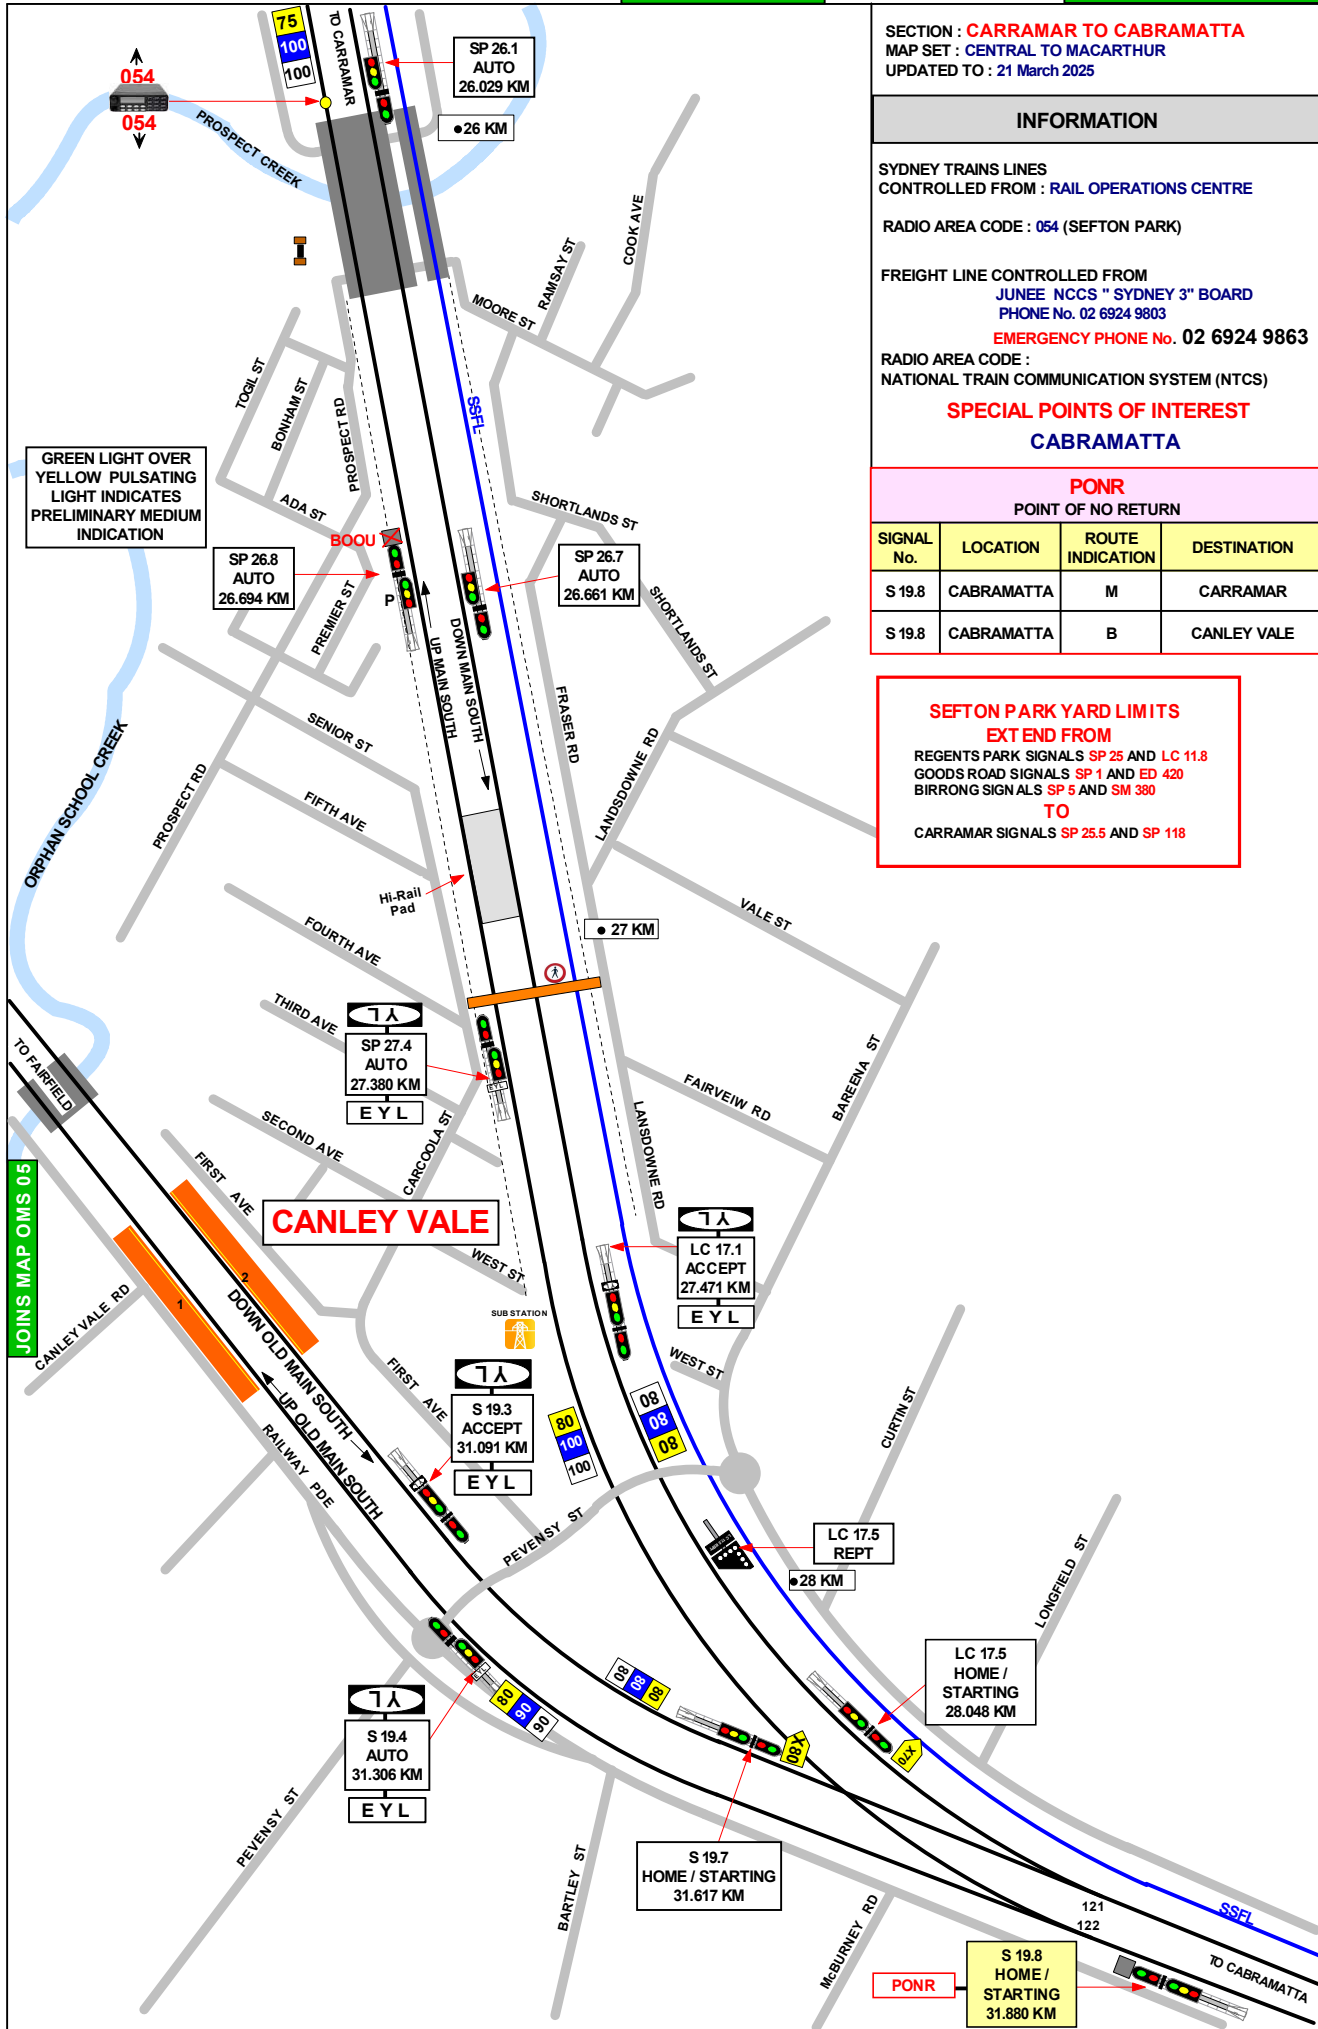 SECTION : CARRAMAR TO CABRAMATTA
MAP SET : CENTRAL TO MACARTHUR
UPDATED TO : 21 March 2025
INFORMATION
SYDNEY TRAINS LINES
CONTROLLED FROM : RAIL OPERATIONS CENTRE
RADIO AREA CODE : 054 (SEFTON PARK)
FREIGHT LINE CONTROLLED FROM
JUNEE NCCS " SYDNEY 3" BOARD
PHONE No. 02 6924 9803
EMERGENCY PHONE No. 02 6924 9863
RADIO AREA CODE :
NATIONAL TRAIN COMMUNICATION SYSTEM (NTCS)
SPECIAL POINTS OF INTEREST
CABRAMATTA
PONR
POINT OF NO RETURN
SIGNAL No. LOCATION ROUTE INDICATION DESTINATION
S 19.8 CABRAMATTA M CARRAMAR
S 19.8 CABRAMATTA B CANLEY VALE
SEFTON PARK YARD LIMITS
EXTEND FROM
REGENTS PARK SIGNALS SP 25 AND LC 11.8
GOODS ROAD SIGNALS SP 1 AND ED 420
BIRRONG SIGNALS SP 5 AND SM 380
TO
CARRAMAR SIGNALS SP 25.5 AND SP 118
75
100
100
TO CARRAMAR
SP 26.1
AUTO
26.029 KM
26 KM
054
054
PROSPECT CREEK
COOK AVE
RAMSAY ST
MOORE ST
TOGIL ST
BONHAM ST
PROSPECT RD
SSFL
GREEN LIGHT OVER
YELLOW PULSATING
LIGHT INDICATES
PRELIMINARY MEDIUM
INDICATION
ADA ST
SHORTLANDS ST
BOOU
SP 26.8
AUTO
26.694 KM
P
SP 26.7
AUTO
26.661 KM
PREMIER ST
UP MAIN SOUTH
DOWN MAIN SOUTH
SHORTLANDS ST
SENIOR ST
FRASER RD
LANDSDOWNE RD
ORPHAN SCHOOL CREEK
PROSPECT RD
FIFTH AVE
Hi-Rail
Pad
VALE ST
27 KM
FOURTH AVE
THIRD AVE
YL
SP 27.4
AUTO
27.380 KM
E Y L
EYL
TO FAIRFIELD
FAIRVEIW RD
BAREENA ST
SECOND AVE
CARCOOLA ST
LANSDOWNE RD
FIRST AVE
JOINS MAP OMS 05
CANLEY VALE
YL
LC 17.1
ACCEPT
27.471 KM
E Y L
WEST ST
SUB STATION
2
1
CANLEY VALE RD
DOWN OLD MAIN SOUTH
UP OLD MAIN SOUTH
FIRST AVE
WEST ST
YL
S 19.3
ACCEPT
31.091 KM
E Y L
80
100
100
80
80
80
CURTIN ST
RAILWAY PDE
PEVENSY ST
LC 17.5
REPT
28 KM
LONGFIELD ST
LC 17.5
HOME /
STARTING
28.048 KM
80
80
80
80
90
90
YL
S 19.4
AUTO
31.306 KM
E Y L
X80
X70
PEVENSY ST
S 19.7
HOME / STARTING
31.617 KM
BARTLEY ST
McBURNEY RD
121
122
SSFL
TO CABRAMATTA
PONR
S 19.8
HOME /
STARTING
31.880 KM